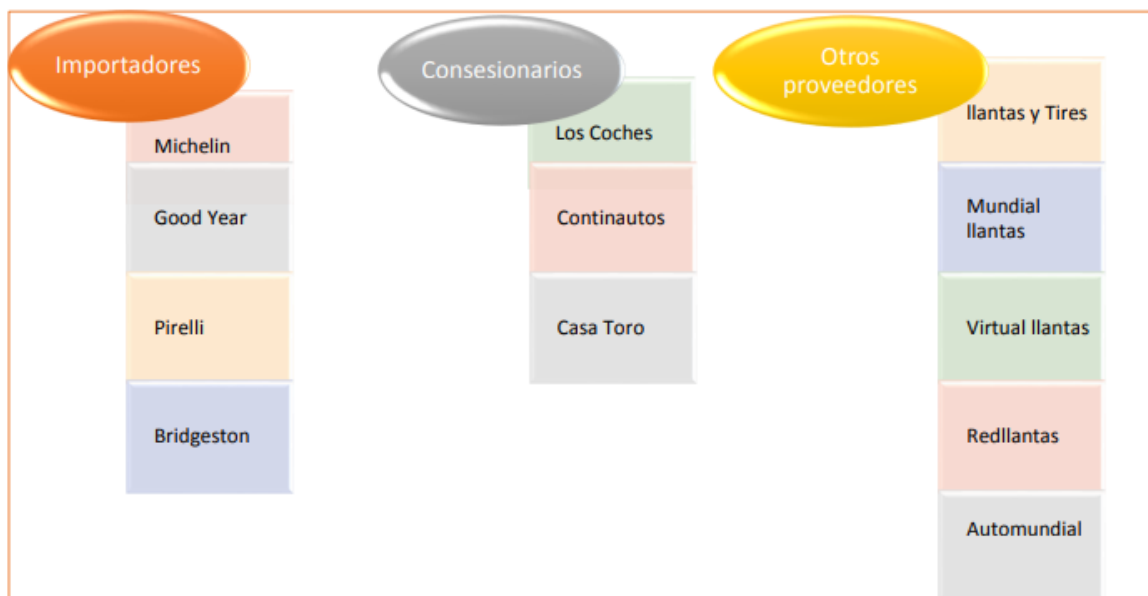 Importadores
Michelin
Good Year
Pirelli
Bridgeston
Consesionarios
Los Coches
Continautos
Casa Toro
Otros
proveedores
llantas y Tires
Mundial
llantas
Virtual llantas
Redllantas
Automundial